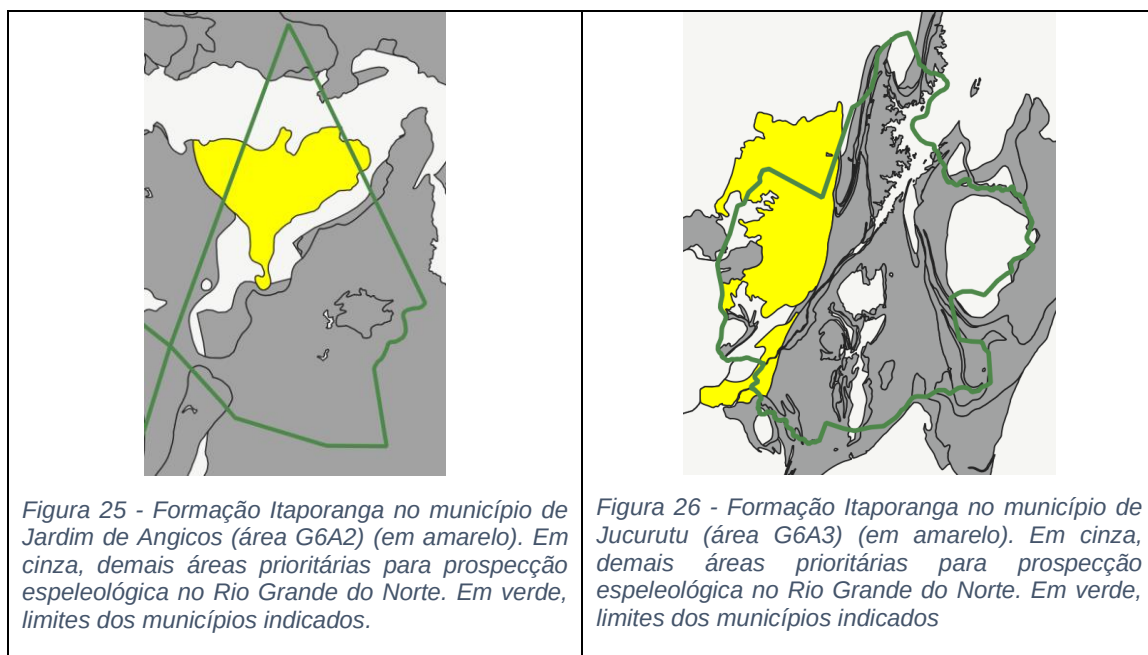 Figura 25 - Formação Itaporanga no município de
Jardim de Angicos (área G6A2) (em amarelo). Em
cinza, demais áreas prioritárias para prospecção
espeleológica no Rio Grande do Norte. Em verde,
limites dos municípios indicados.
Figura 26 - Formação Itaporanga no município de
Jucurutu (área G6A3) (em amarelo). Em cinza,
demais áreas prioritárias para prospecção
espeleológica no Rio Grande do Norte. Em verde,
limites dos municípios indicados